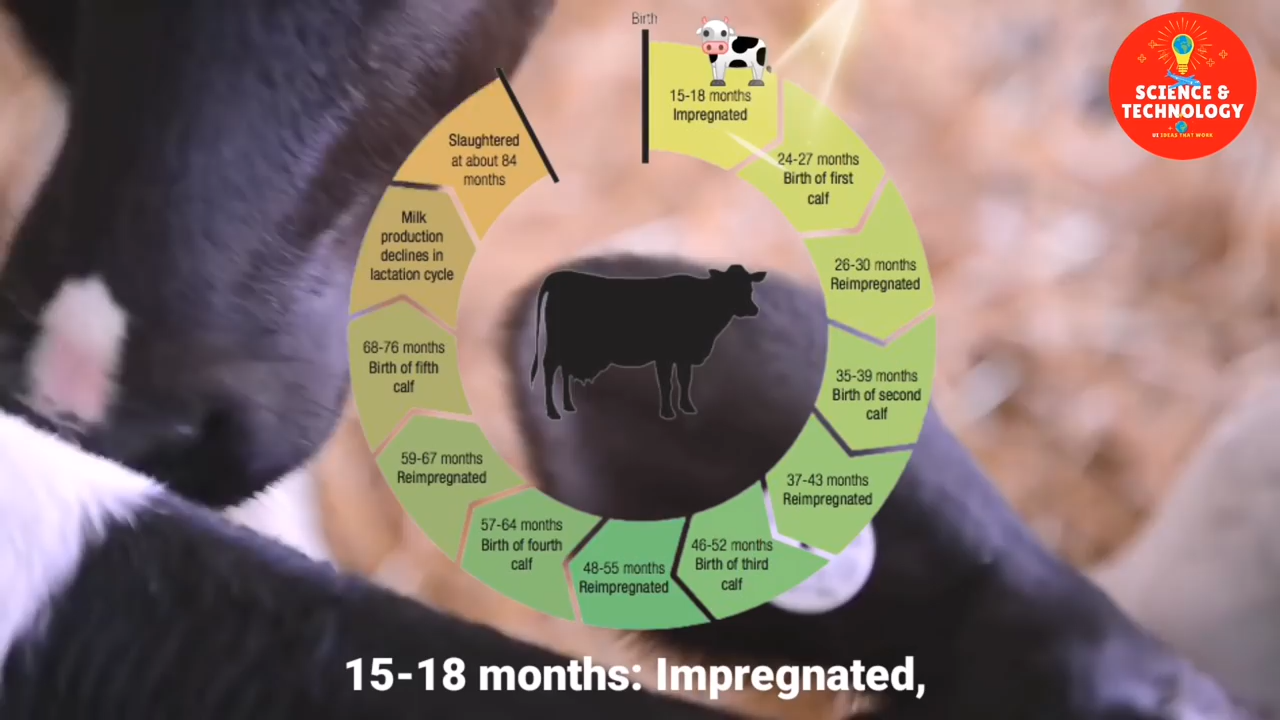 Birth
15-18 months
Impregnated
24-27 months
Birth of first
calf
26-30 months
Reimpregnated
35-39 months
Birth of second
calf
37-43 months
Reimpregnated
46-52 months
Birth of third
calf
48-55 months
Reimpregnated
57-64 months
Birth of fourth
calf
59-67 months
Reimpregnated
68-76 months
Birth of fifth
calf
Milk
production
declines in
lactation cycle
Slaughtered
at about 84
months
SCIENCE &
TECHNOLOGY
15-18 months: Impregnated,